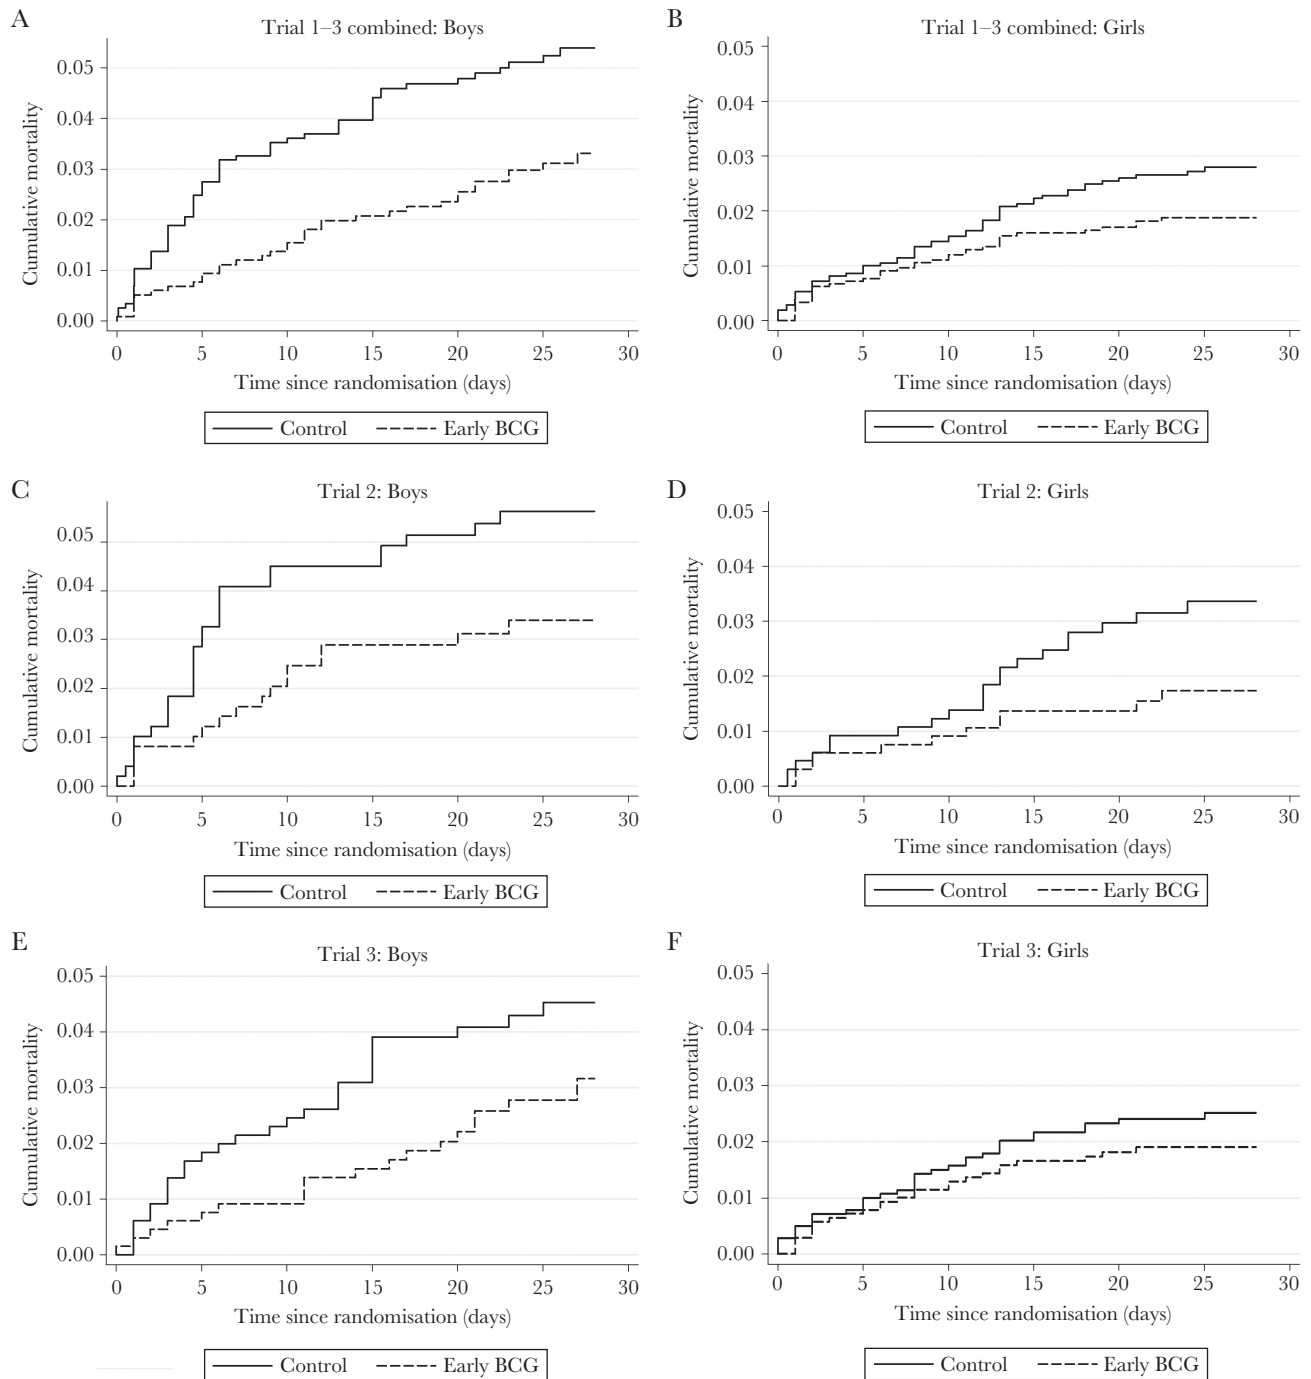 A
Trial 1–3 combined: Boys
Cumulative mortality
0.05
0.04
0.03
0.02
0.01
0.00
0 5 10 15 20 25 30
Time since randomisation (days)
Control Early BCG
B
Trial 1–3 combined: Girls
Cumulative mortality
0.05
0.04
0.03
0.02
0.01
0.00
0 5 10 15 20 25 30
Time since randomisation (days)
Control Early BCG
C
Trial 2: Boys
Cumulative mortality
0.05
0.04
0.03
0.02
0.01
0.00
0 5 10 15 20 25 30
Time since randomisation (days)
Control Early BCG
D
Trial 2: Girls
Cumulative mortality
0.05
0.04
0.03
0.02
0.01
0.00
0 5 10 15 20 25 30
Time since randomisation (days)
Control Early BCG
E
Trial 3: Boys
Cumulative mortality
0.05
0.04
0.03
0.02
0.01
0.00
0 5 10 15 20 25 30
Time since randomisation (days)
Control Early BCG
F
Trial 3: Girls
Cumulative mortality
0.05
0.04
0.03
0.02
0.01
0.00
0 5 10 15 20 25 30
Time since randomisation (days)
Control Early BCG